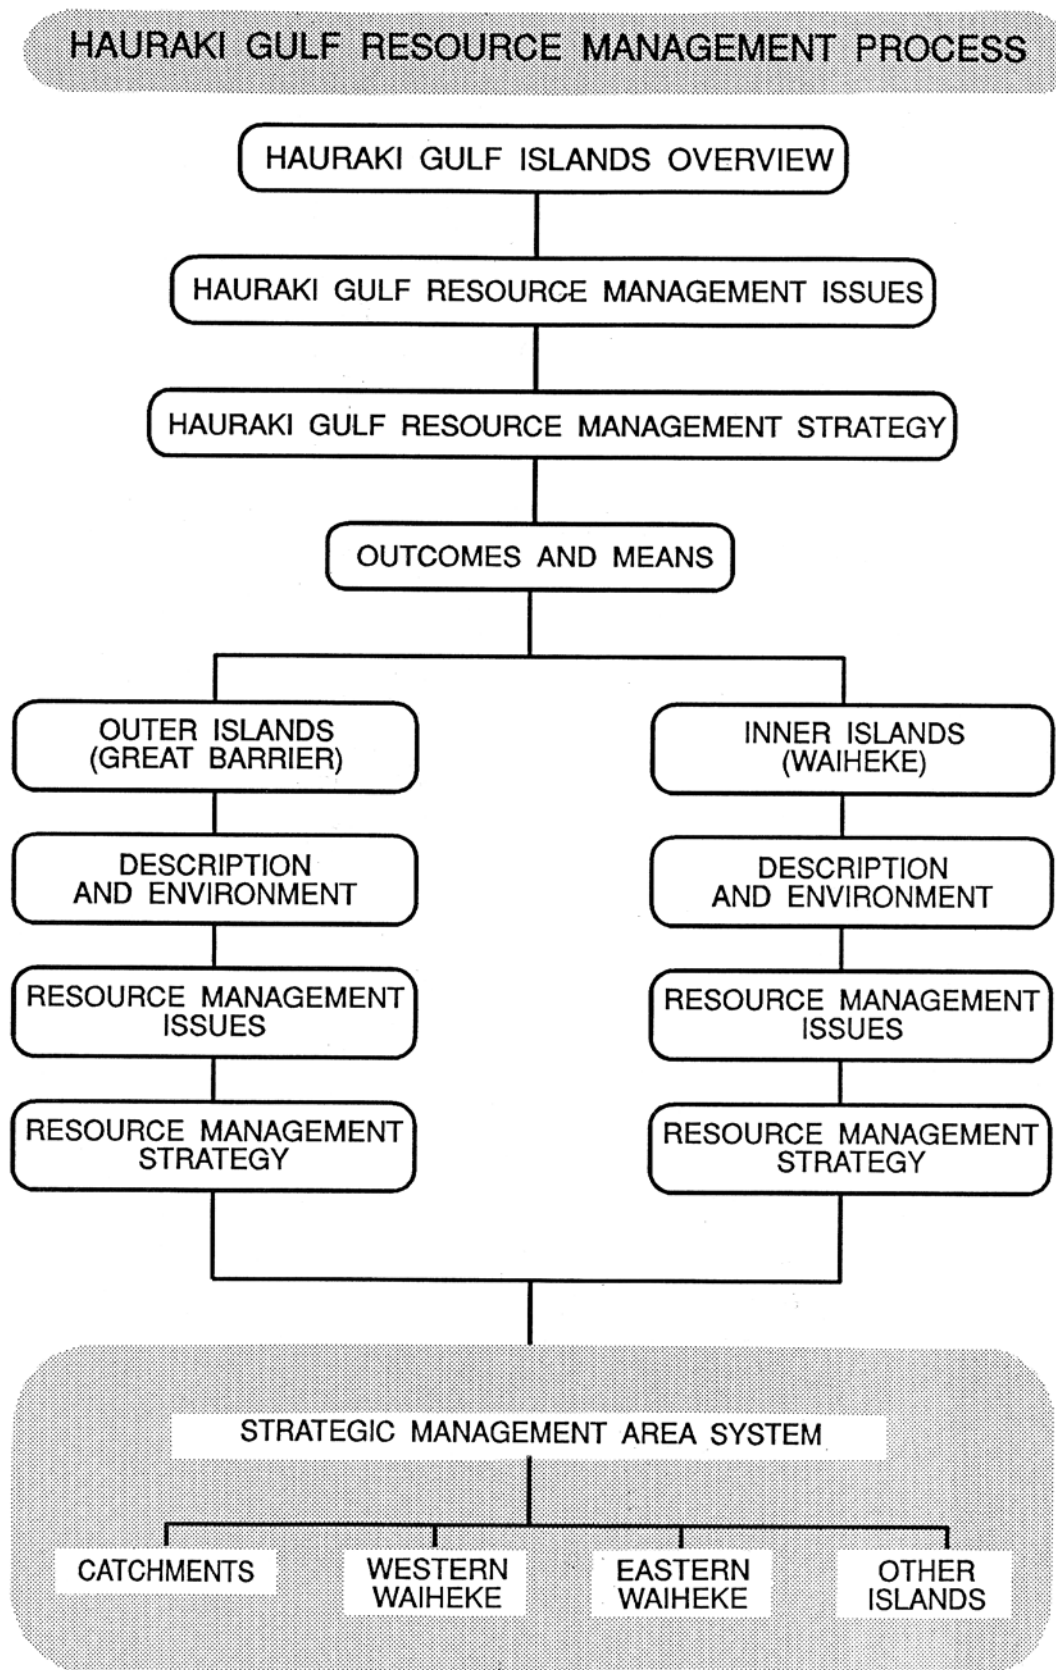 HAURAKI GULF RESOURCE MANAGEMENT PROCESS
HAURAKI GULF ISLANDS OVERVIEW
HAURAKI GULF RESOURCE MANAGEMENT ISSUES
HAURAKI GULF RESOURCE MANAGEMENT STRATEGY
OUTCOMES AND MEANS
OUTER ISLANDS
(GREAT BARRIER)
DESCRIPTION
AND ENVIRONMENT
RESOURCE MANAGEMENT
ISSUES
RESOURCE MANAGEMENT
STRATEGY
INNER ISLANDS
(WAIHEKE)
DESCRIPTION
AND ENVIRONMENT
RESOURCE MANAGEMENT
ISSUES
RESOURCE MANAGEMENT
STRATEGY
STRATEGIC MANAGEMENT AREA SYSTEM
CATCHMENTS
WESTERN
WAIHEKE
EASTERN
WAIHEKE
OTHER
ISLANDS